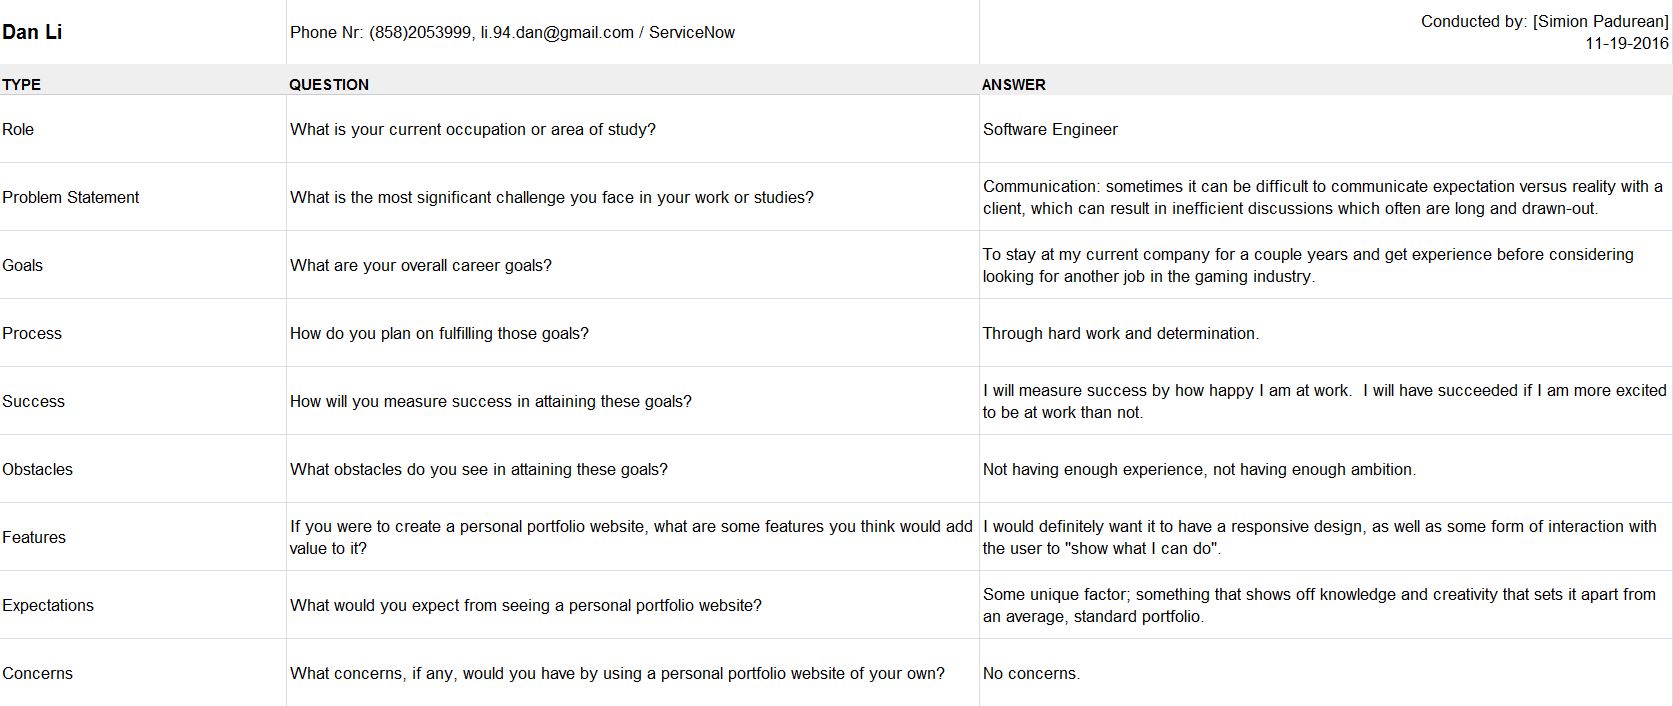 Dan Li
Phone Nr: (858)2053999, li.94.dan@gmail.com / ServiceNow
Conducted by: [Simion Padurean]
11-19-2016
TYPE
QUESTION
ANSWER
Role
What is your current occupation or area of study?
Software Engineer
Problem Statement
What is the most significant challenge you face in your work or studies?
Communication: sometimes it can be difficult to communicate expectation versus reality with a
client, which can result in inefficient discussions which often are long and drawn-out.
Goals
What are your overall career goals?
To stay at my current company for a couple years and get experience before considering
looking for another job in the gaming industry.
Process
How do you plan on fulfilling those goals?
Through hard work and determination.
Success
How will you measure success in attaining these goals?
I will measure success by how happy I am at work.  I will have succeeded if I am more excited
to be at work than not.
Obstacles
What obstacles do you see in attaining these goals?
Not having enough experience, not having enough ambition.
Features
If you were to create a personal portfolio website, what are some features you think would add
value to it?
I would definitely want it to have a responsive design, as well as some form of interaction with
the user to "show what I can do".
Expectations
What would you expect from seeing a personal portfolio website?
Some unique factor; something that shows off knowledge and creativity that sets it apart from
an average, standard portfolio.
Concerns
What concerns, if any, would you have by using a personal portfolio website of your own?
No concerns.